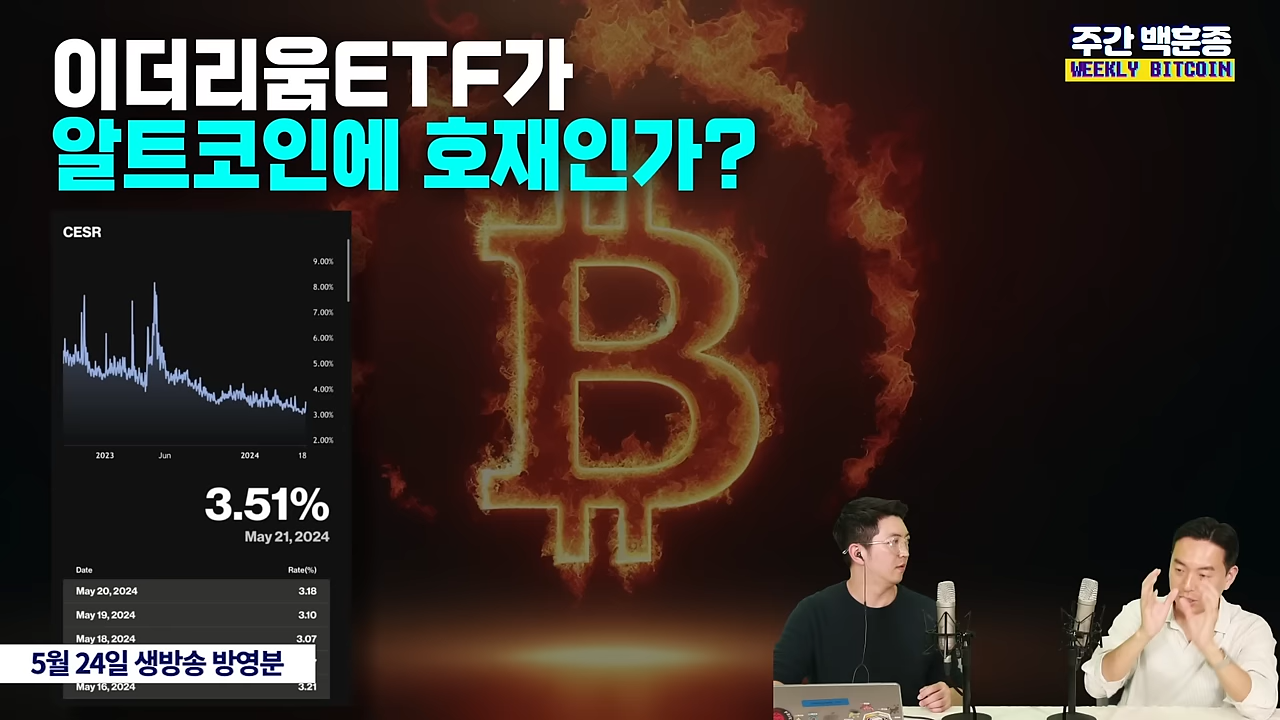 이더리움ETF가
알트코인에 호재인가?
주간 백훈종
WEEKLY BITCOIN
CESR
9.00%
8.00%
7.00%
6.00%
5.00%
4.00%
3.00%
2.00%
2023 Jun 2024 18
3.51%
May 21, 2024
Date Rate(%)
May 20, 2024 3.18
May 19, 2024 3.10
May 18, 2024 3.07
5월 24일 생방송 방영분
May 16, 2024 3.21